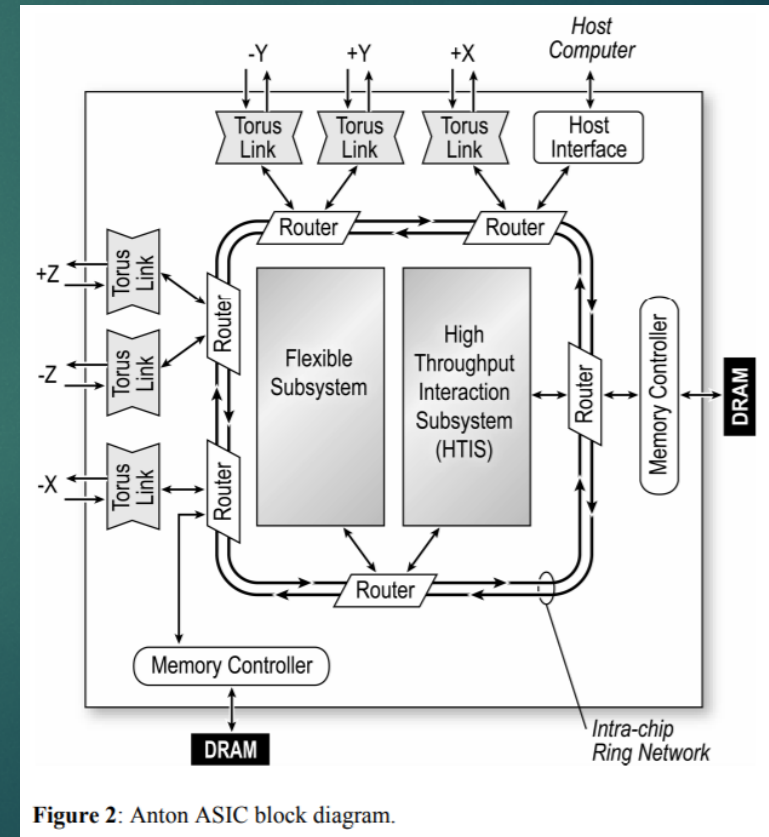 Host
Computer
-Y
+Y
+X
Torus
Link
Torus
Link
Torus
Link
Host
Interface
Router
Router
+Z
Torus
Link
Router
-Z
Torus
Link
Flexible
Subsystem
High
Throughput
Interaction
Subsystem
(HTIS)
Router
Memory Controller
DRAM
-X
Torus
Link
Router
Router
Memory Controller
DRAM
Intra-chip
Ring Network
Figure 2: Anton ASIC block diagram.